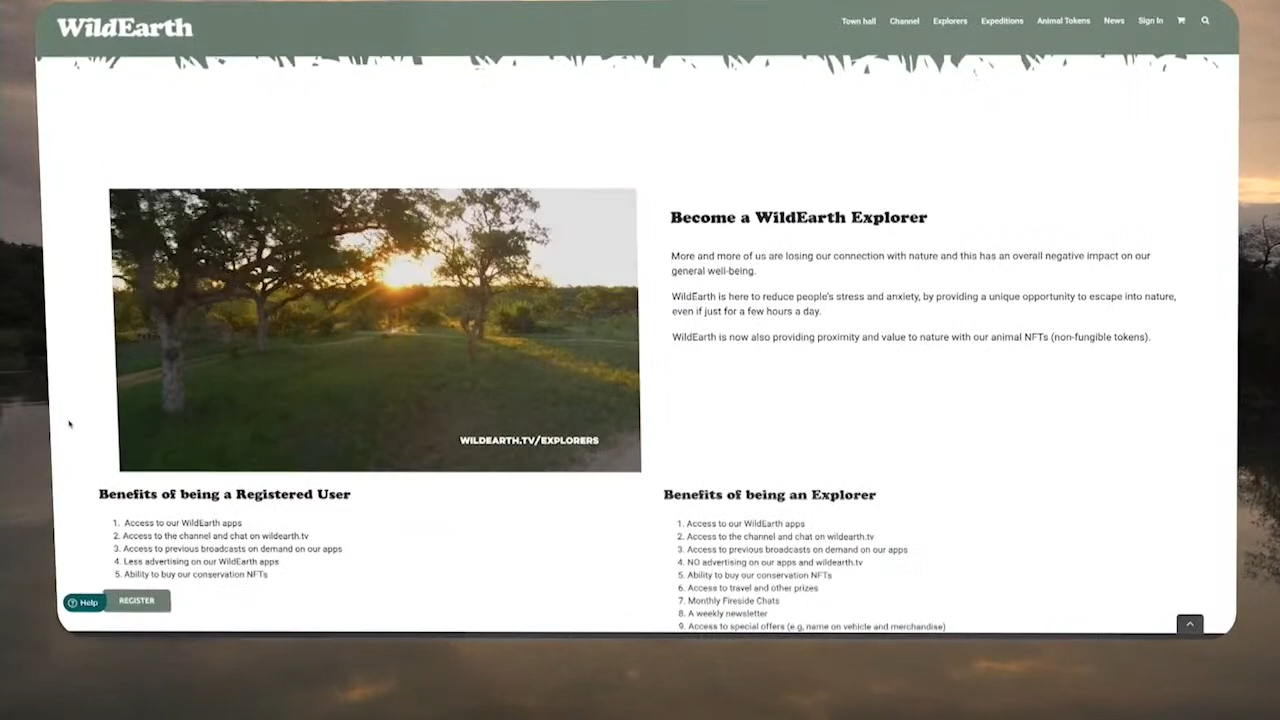 WildEarth
Town hall Channel Explorers Expeditions Animal Tokens News Sign In
Become a WildEarth Explorer
More and more of us are losing our connection with nature and this has an overall negative impact on our
general well-being.
WildEarth is here to reduce people's stress and anxiety, by providing a unique opportunity to escape into nature,
even if just for a few hours a day.
WildEarth is now also providing proximity and value to nature with our animal NFTs (non-fungible tokens).
WILDEARTH.TV/EXPLORERS
Benefits of being a Registered User
1. Access to our WildEarth apps
2. Access to the channel and chat on wildearth.tv
3. Access to previous broadcasts on demand on our apps
4. Less advertising on our WildEarth apps
5. Ability to buy our conservation NFTs
Help
REGISTER
Benefits of being an Explorer
1. Access to our WildEarth apps
2. Access to the channel and chat on wildearth.tv
3. Access to previous broadcasts on demand on our apps
4. NO advertising on our apps and wildearth.tv
5. Ability to buy our conservation NFTs
6. Access to travel and other prizes
7. Monthly Fireside Chats
8. A weekly newsletter
9. Access to special offers (e.g, name on vehicle and merchandise)